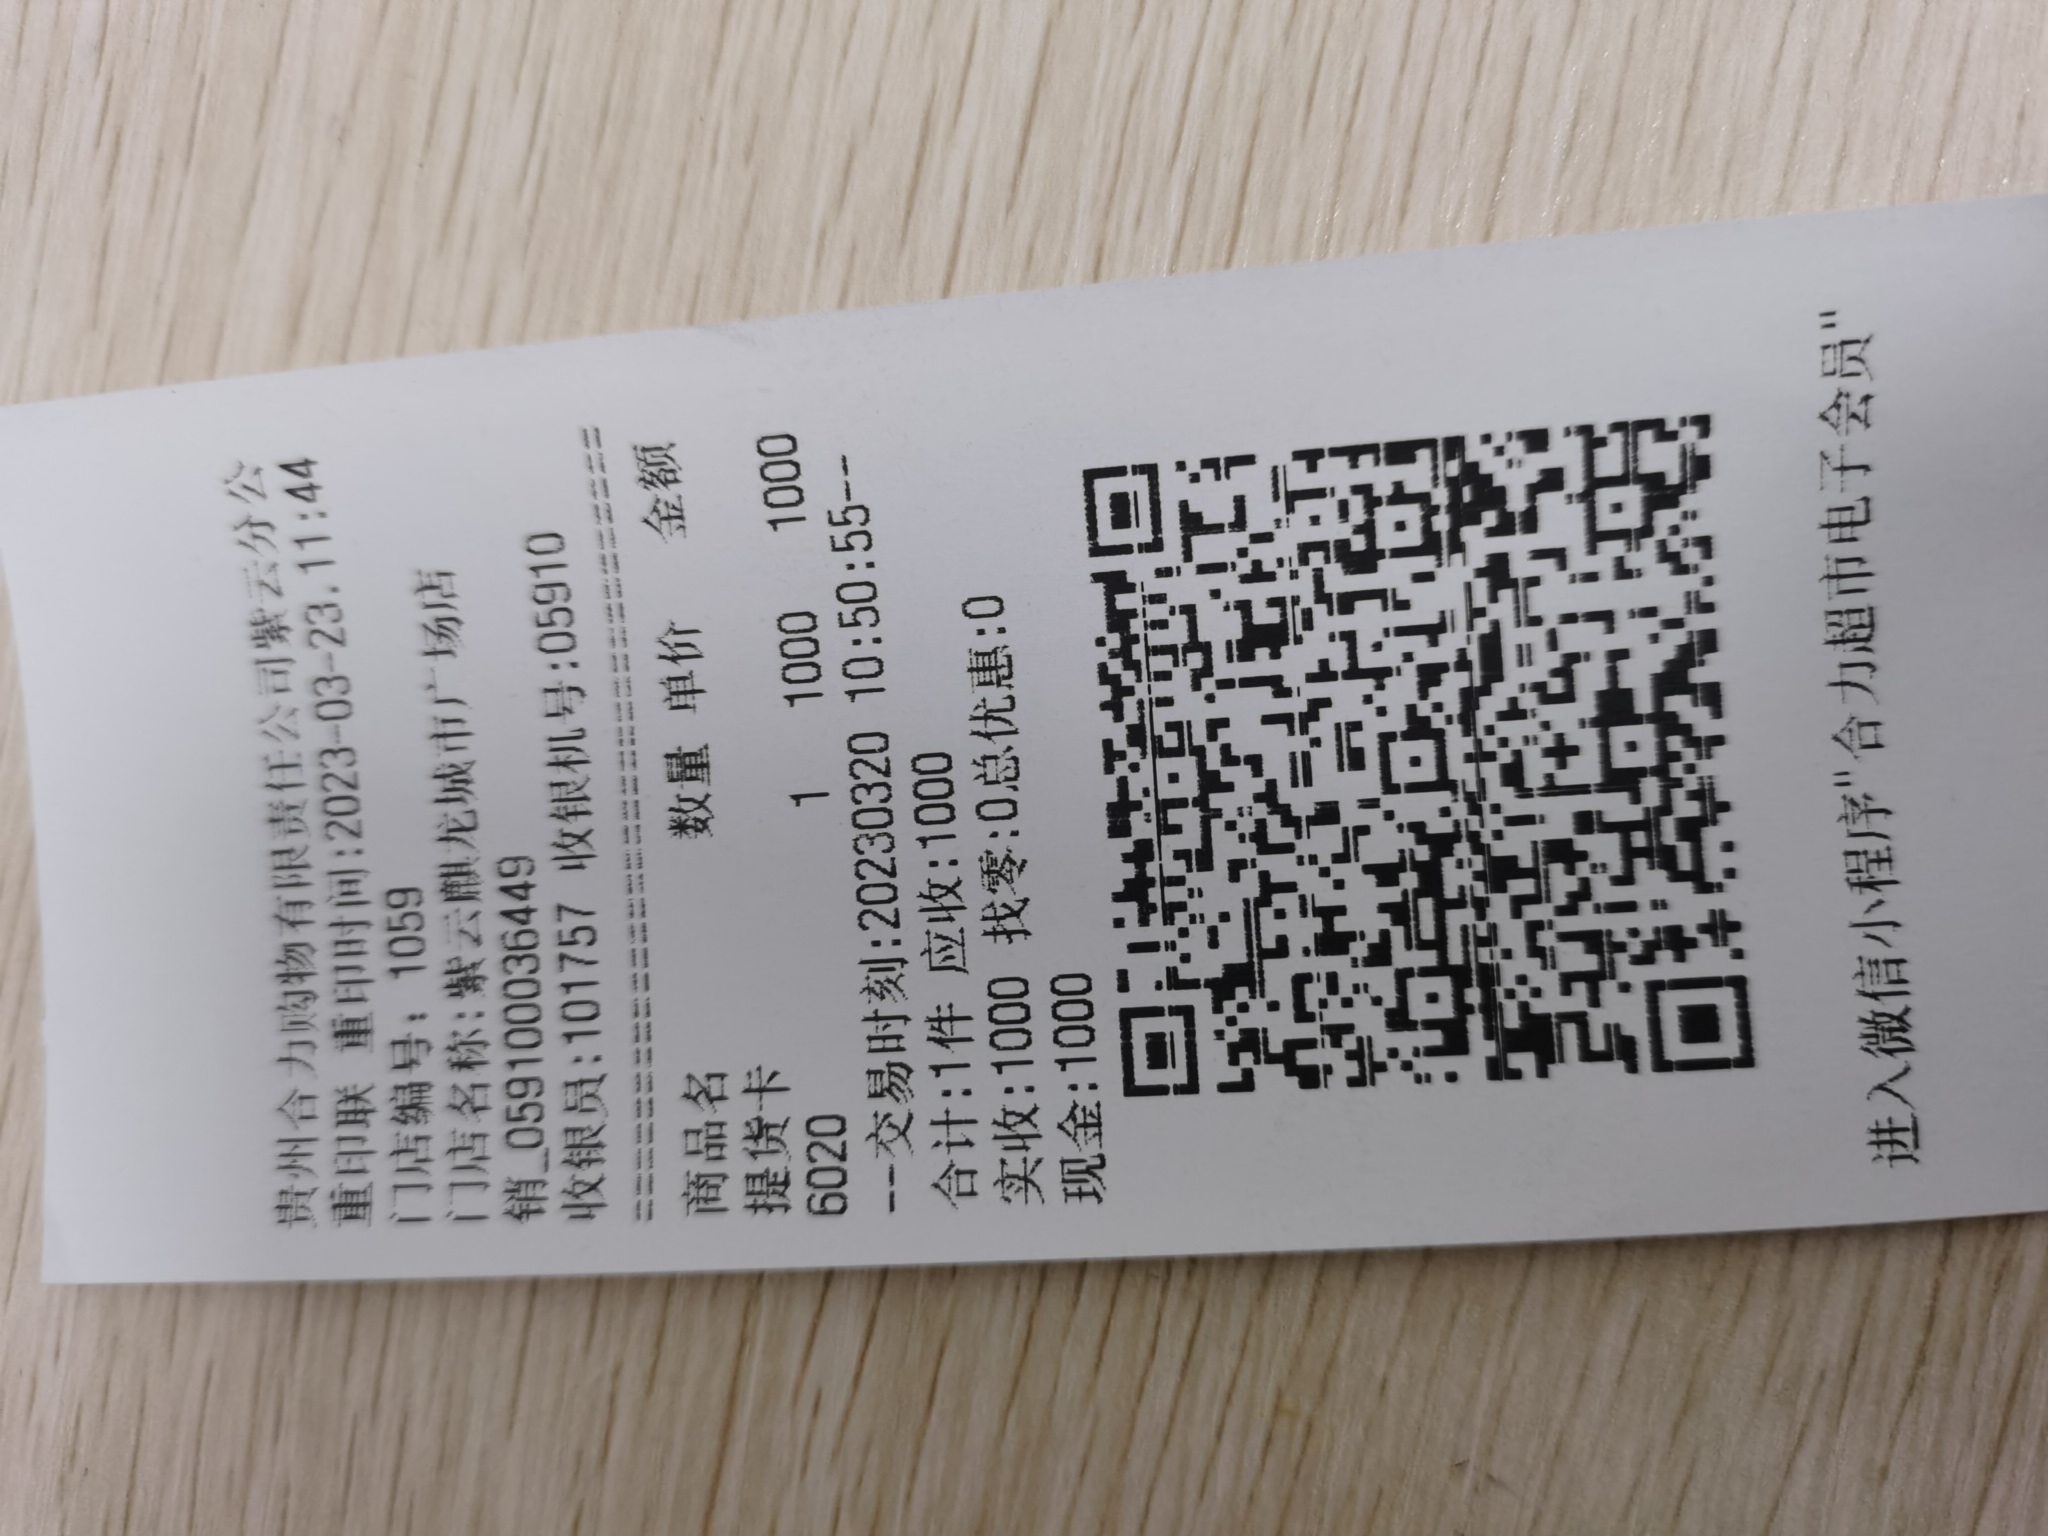 贵州合力购物有限责任公司紫云分公
重印联 重印时间:2023-03-23.11:44
门店编号: 1059
门店名称:紫云麒龙城市广场店
销_059100036449
收银员:101757 收银机号:05910
==============================
商品名 数量 单价 金额
提货卡
6020 1 1000 1000
--交易时刻:20230320 10:50:55--
合计:1件 应收:1000
实收:1000 找零:0总优惠:0
现金:1000
进入微信小程序"合力超市电子会员"